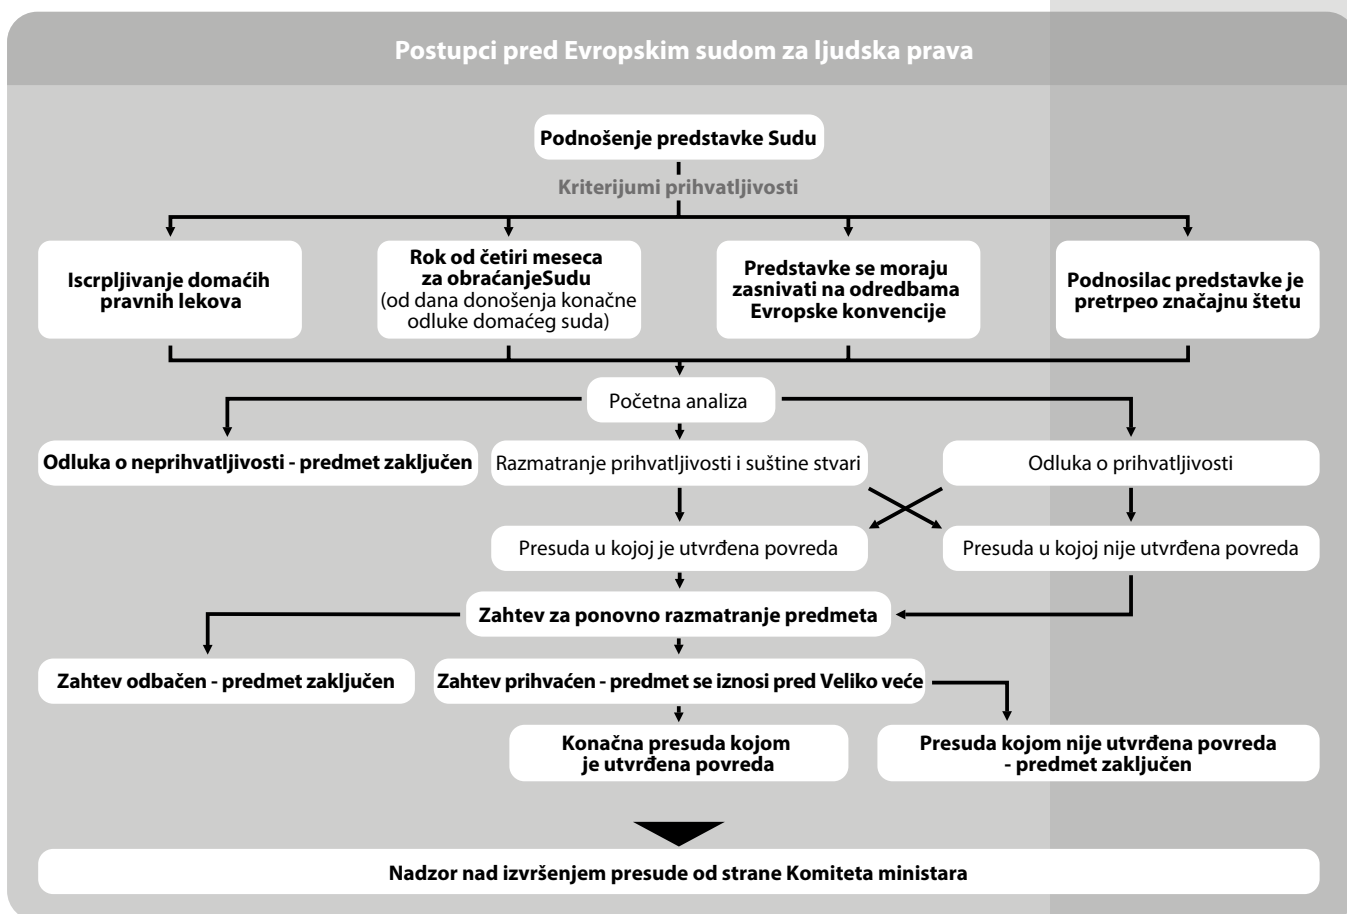 Postupci pred Evropskim sudom za ljudska prava
Podnošenje predstavke Sudu
Kriterijumi prihvatljivosti
Iscrpljivanje domaćih
pravnih lekova
Rok od četiri meseca
za obraćanjeSudu
(od dana donošenja konačne
odluke domaćeg suda)
Predstavke se moraju
zasnivati na odredbama
Evropske konvencije
Podnosilac predstavke je
pretrpeo značajnu štetu
Početna analiza
Odluka o neprihvatljivosti - predmet zaključen
Razmatranje prihvatljivosti i suštine stvari
Odluka o prihvatljivosti
Presuda u kojoj je utvrđena povreda
Presuda u kojoj nije utvrđena povreda
Zahtev za ponovno razmatranje predmeta
Zahtev odbačen - predmet zaključen
Zahtev prihvaćen - predmet se iznosi pred Veliko veće
Konačna presuda kojom
je utvrđena povreda
Presuda kojom nije utvrđena povreda
- predmet zaključen
Nadzor nad izvršenjem presude od strane Komiteta ministara